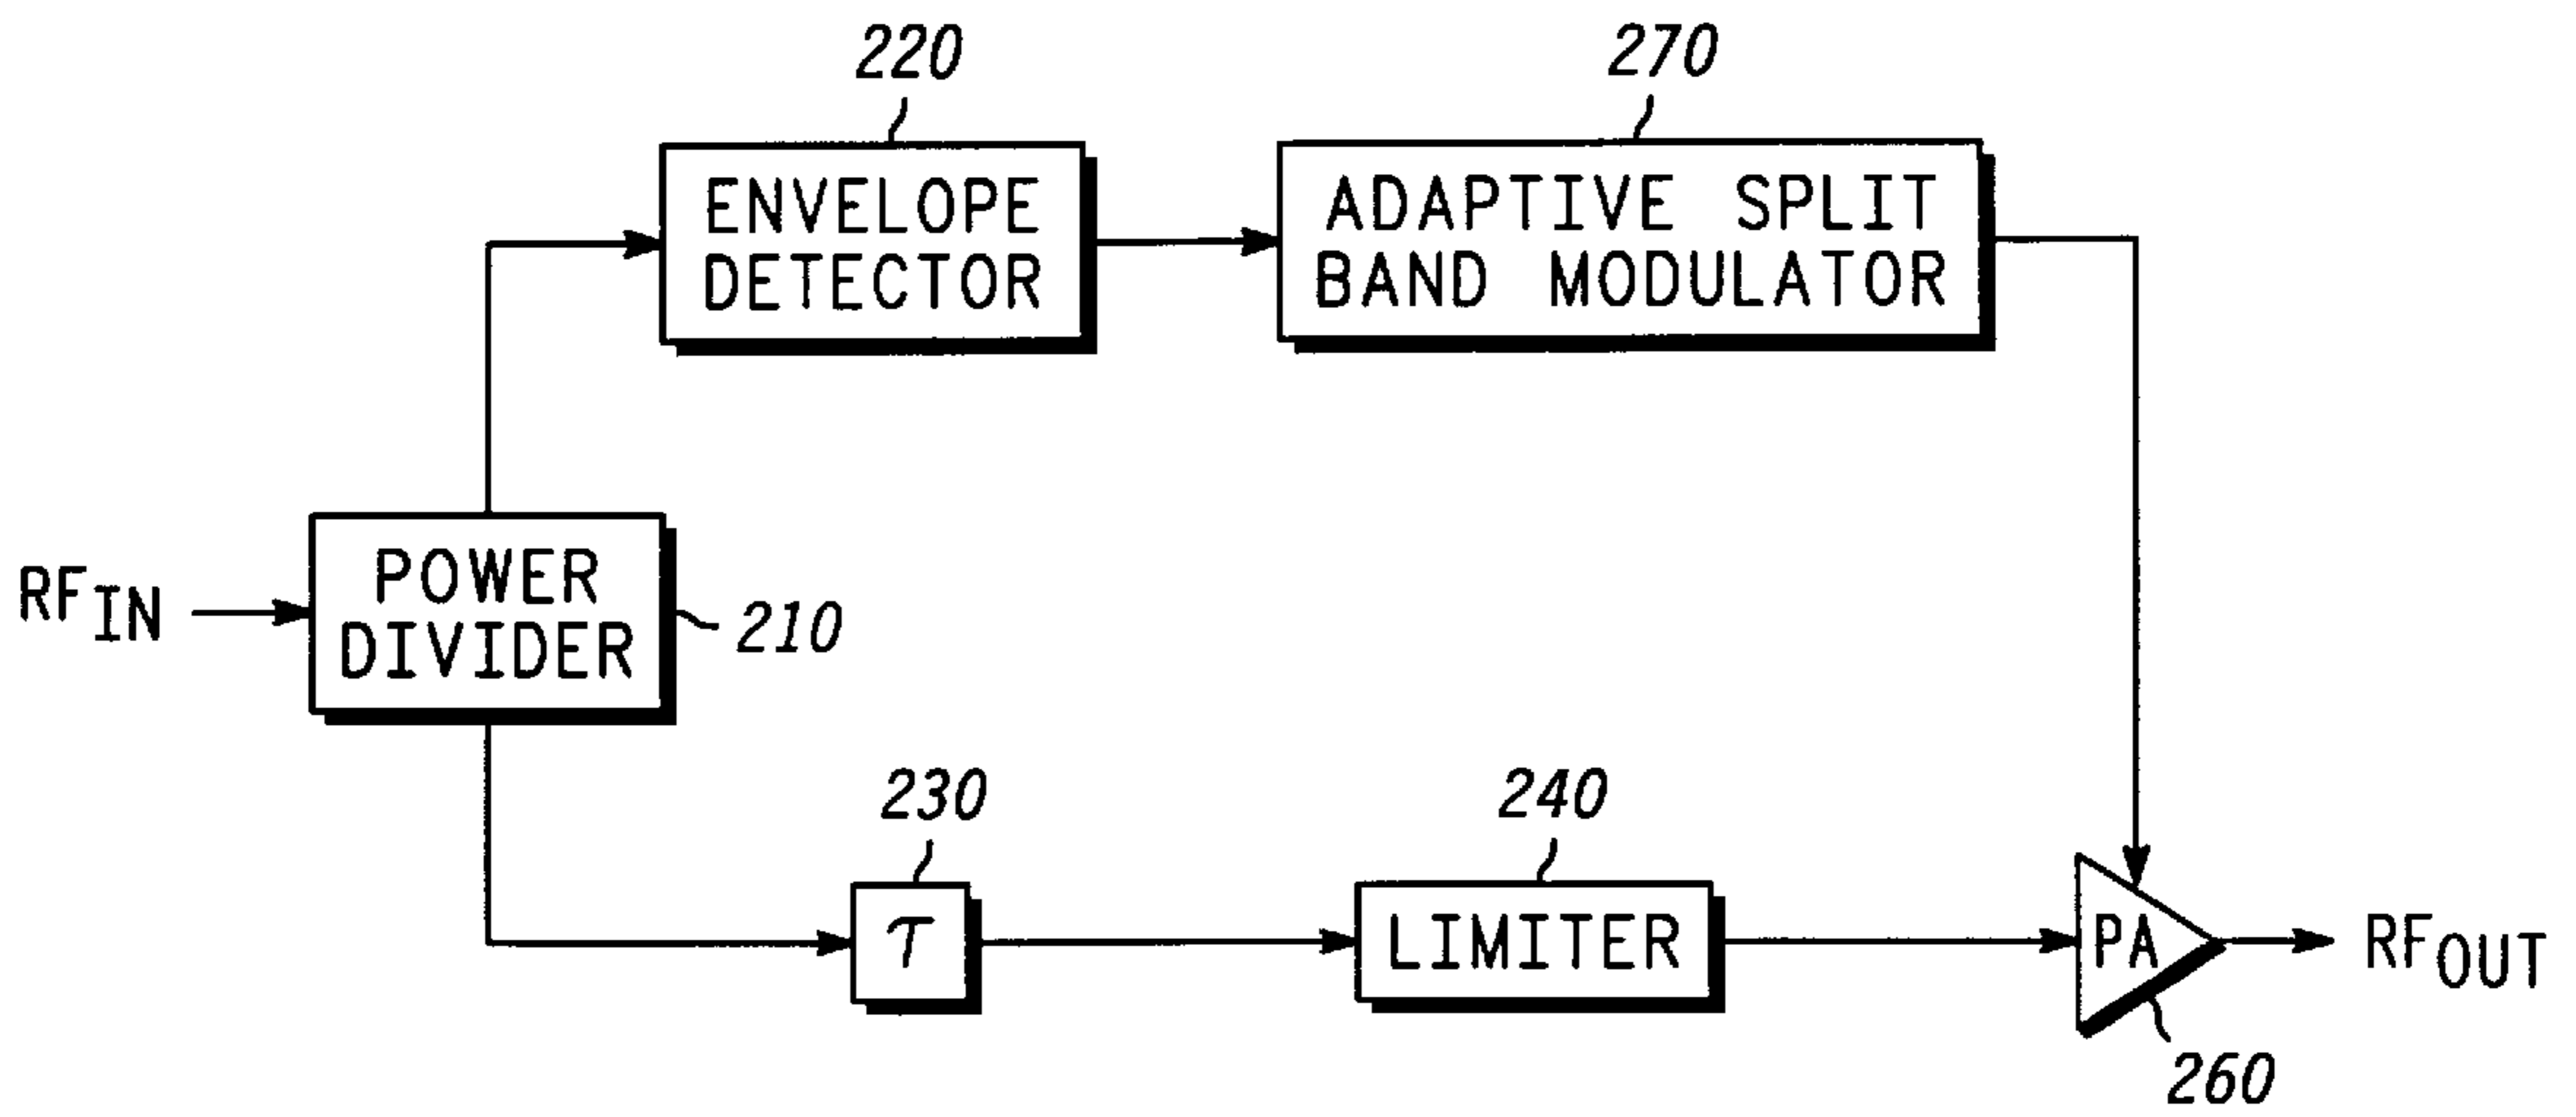 220
270
ENVELOPE
DETECTOR
ADAPTIVE SPLIT
BAND MODULATOR
RFIN
POWER
DIVIDER
210
230
240
τ
LIMITER
PA
RFOUT
260